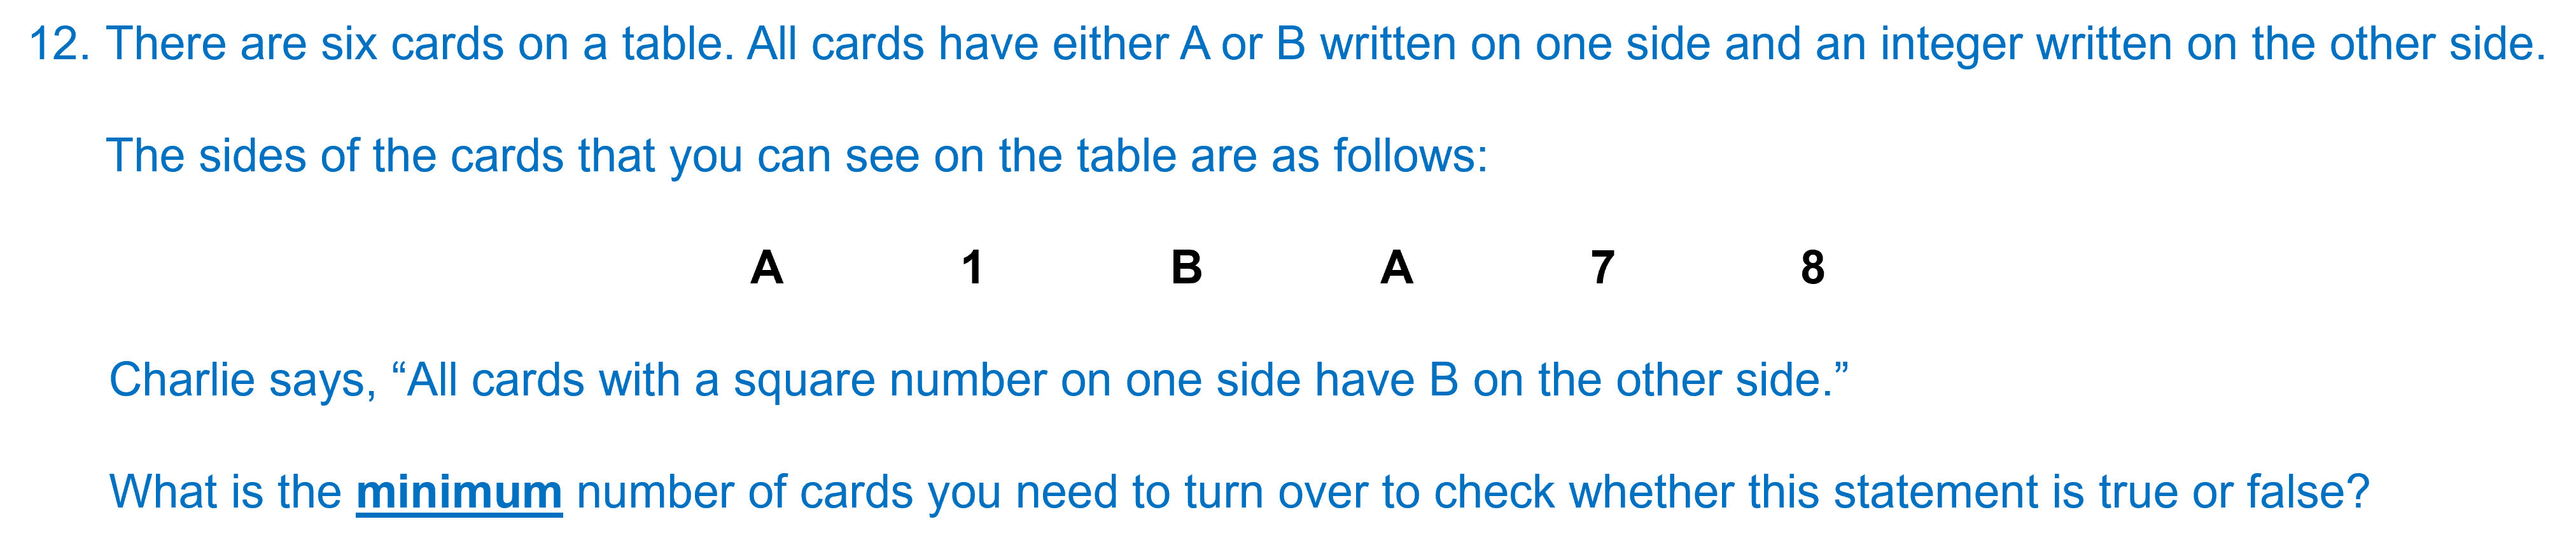 12. There are six cards on a table. All cards have either A or B written on one side and an integer written on the other side.
The sides of the cards that you can see on the table are as follows:
A 1 B A 7 8
Charlie says, “All cards with a square number on one side have B on the other side.”
What is the minimum number of cards you need to turn over to check whether this statement is true or false?